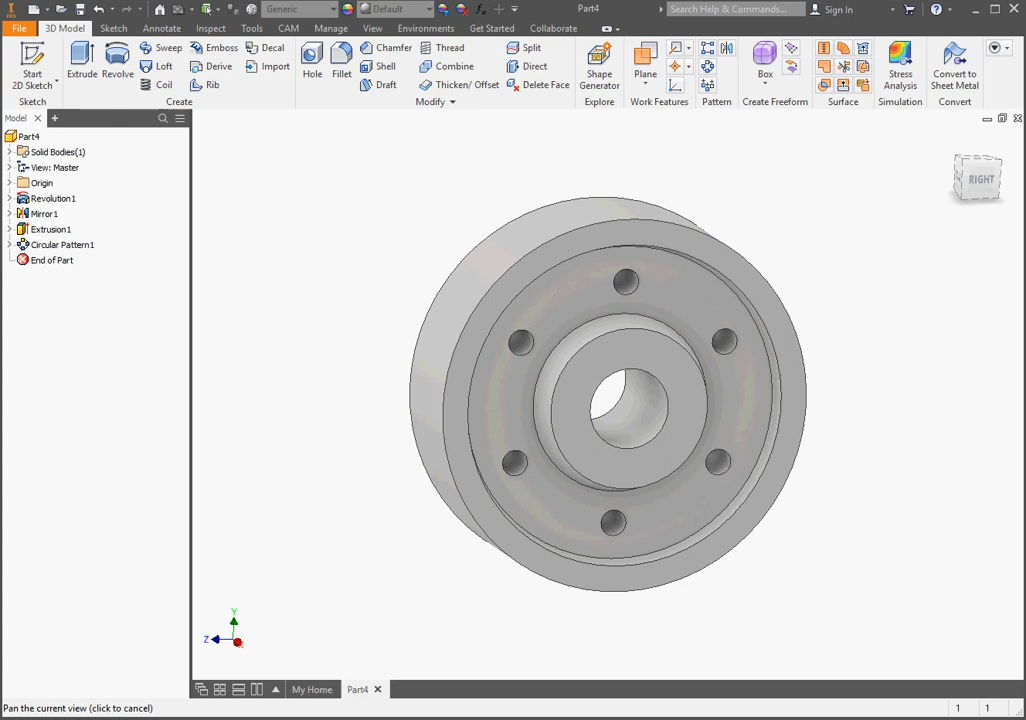 I PRO Generic Default Part4 Search Help & Commands... Sign In
File 3D Model Sketch Annotate Inspect Tools Manage View Environments Get Started CAM Collaborate
Start
2D Sketch
Extrude
Revolve
Sweep Emboss Decal
Loft Derive Import
Coil Rib
Hole
Fillet
Chamfer Thread Split
Shell Combine Direct
Draft Thicken/ Offset Delete Face
Shape
Generator
Plane
Box
Stress
Analysis
Convert to
Sheet Metal
Sketch Create Modify Explore Work Features Pattern Create Freeform Surface Simulation Convert
Model
Part4
Solid Bodies(1)
View: Master
Origin
Revolution1
Mirror1
Extrusion1
Circular Pattern1
End of Part
RIGHT
Y
Z
X
My Home Part4
Pan the current view (click to cancel) 1 1